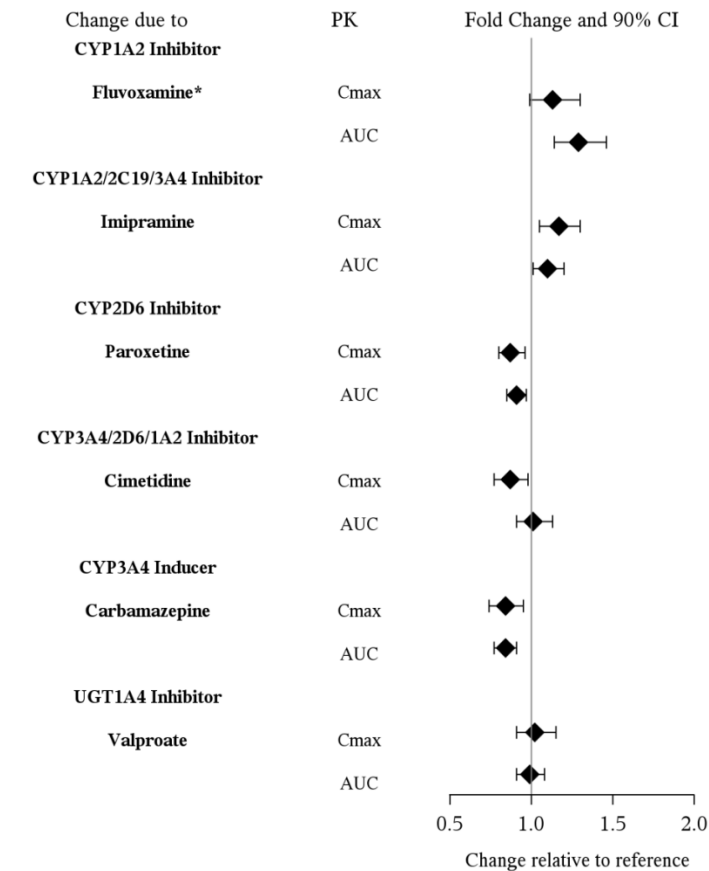 Change due to PK Fold Change and 90% CI
CYP1A2 Inhibitor
Fluvoxamine* Cmax
AUC
CYP1A2/2C19/3A4 Inhibitor
Imipramine Cmax
AUC
CYP2D6 Inhibitor
Paroxetine Cmax
AUC
CYP3A4/2D6/1A2 Inhibitor
Cimetidine Cmax
AUC
CYP3A4 Inducer
Carbamazepine Cmax
AUC
UGT1A4 Inhibitor
Valproate Cmax
AUC
0.5 1.0 1.5 2.0
Change relative to reference